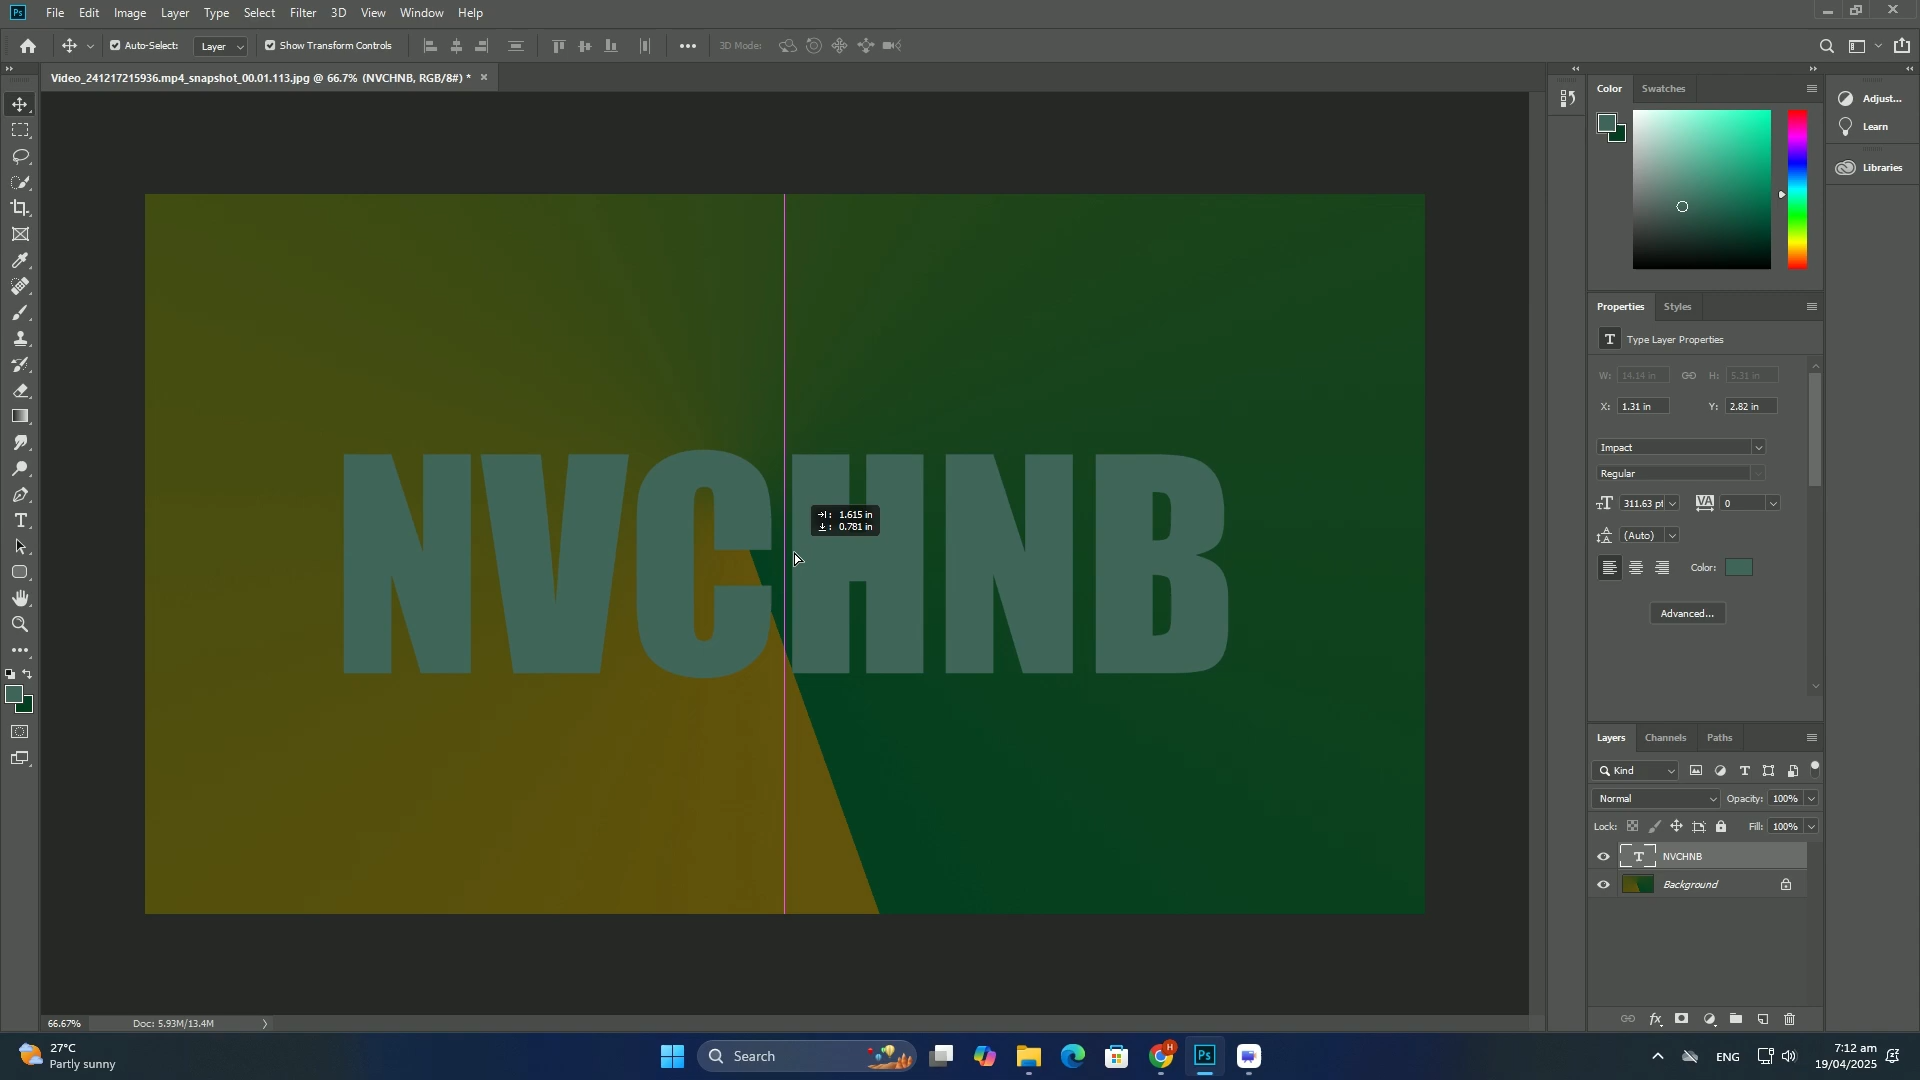 Ps File Edit Image Layer Type Select Filter 3D View Window Help
Auto-Select: Layer Show Transform Controls 3D Mode:
Video_241217215936.mp4_snapshot_00.01.113.jpg @ 66.7% (NVCHNB, RGB/8#) *
Color Swatches
Adjust...
Learn
Libraries
NVCHNB
1.615 in
0.781 in
Properties Styles
T Type Layer Properties
W: 14.14 in H: 5.31 in
X: 1.31 in Y: 2.82 in
Impact
Regular
311.63 pt VA 0
(Auto)
Color:
Advanced...
Layers Channels Paths
Kind
Normal Opacity: 100%
Lock: Fill: 100%
T NVCHNB
Background
66.67% Doc: 5.93M/13.4M
27°C
Partly sunny
Search
H
Ps
ENG
7:12 am
19/04/2025